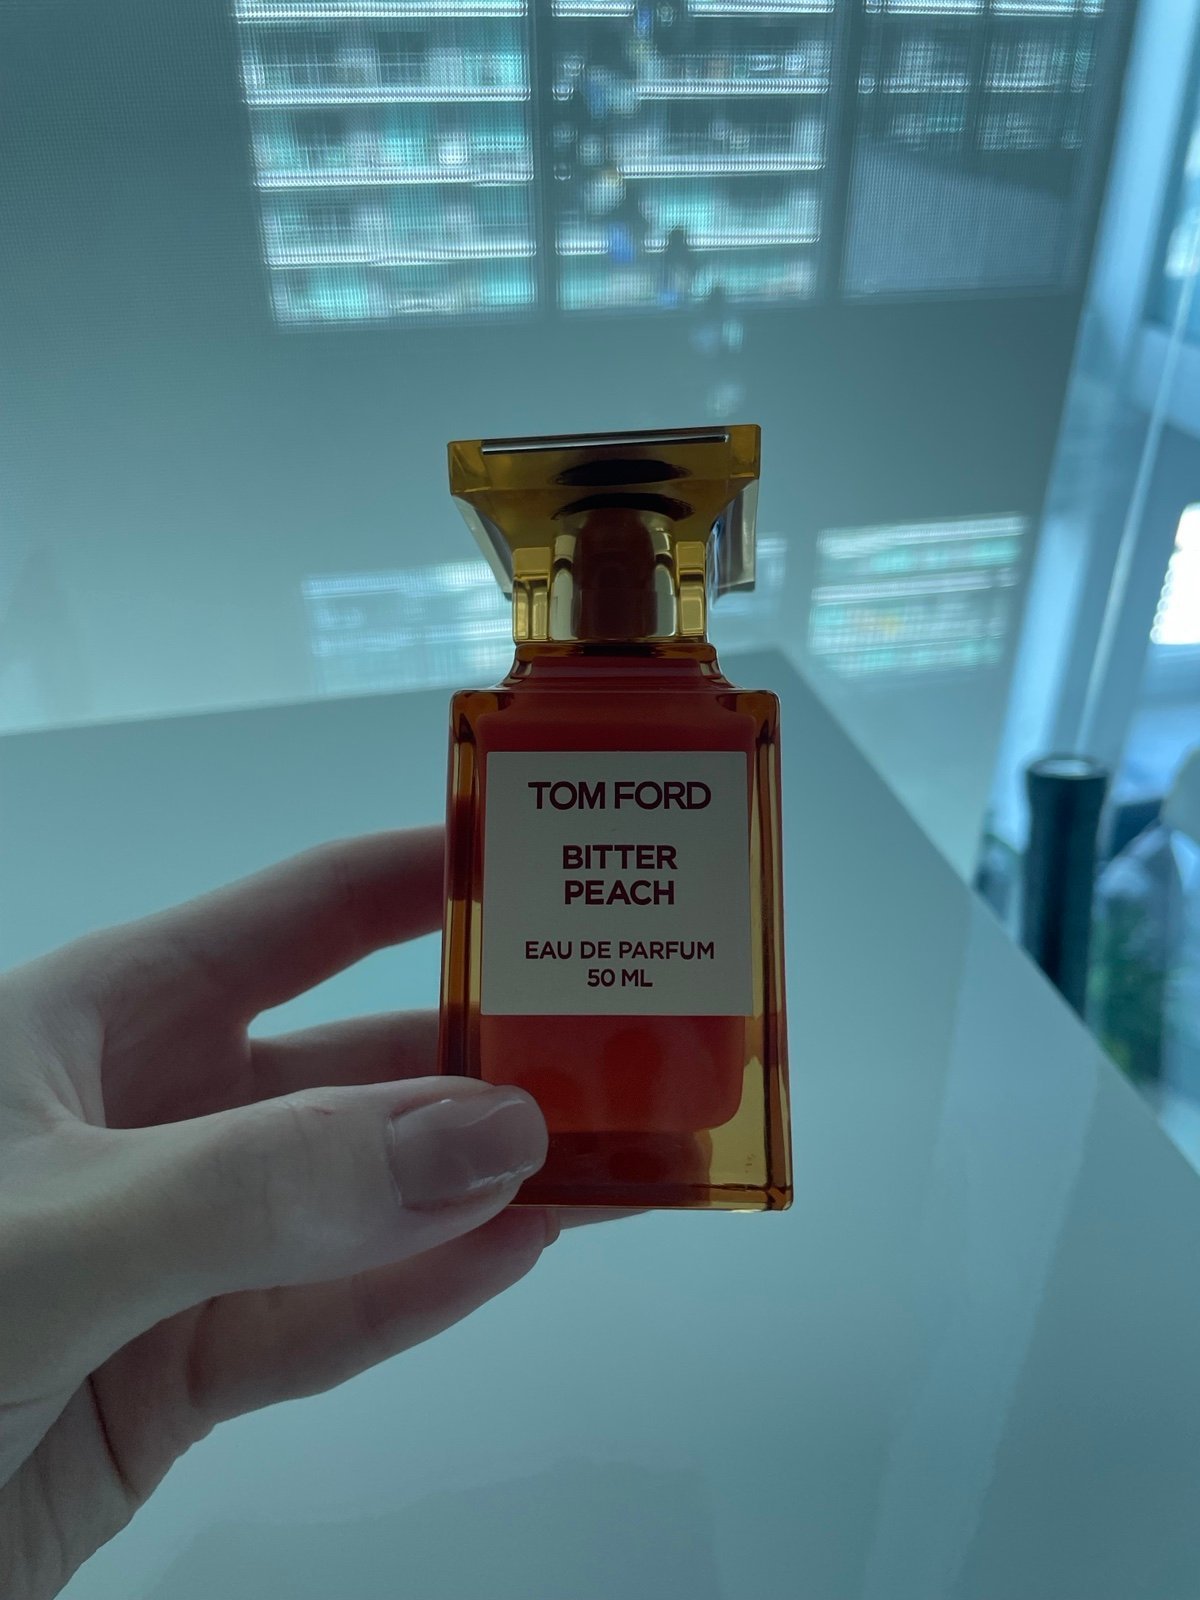 TOM FORD
BITTER
PEACH
EAU DE PARFUM
50 ML